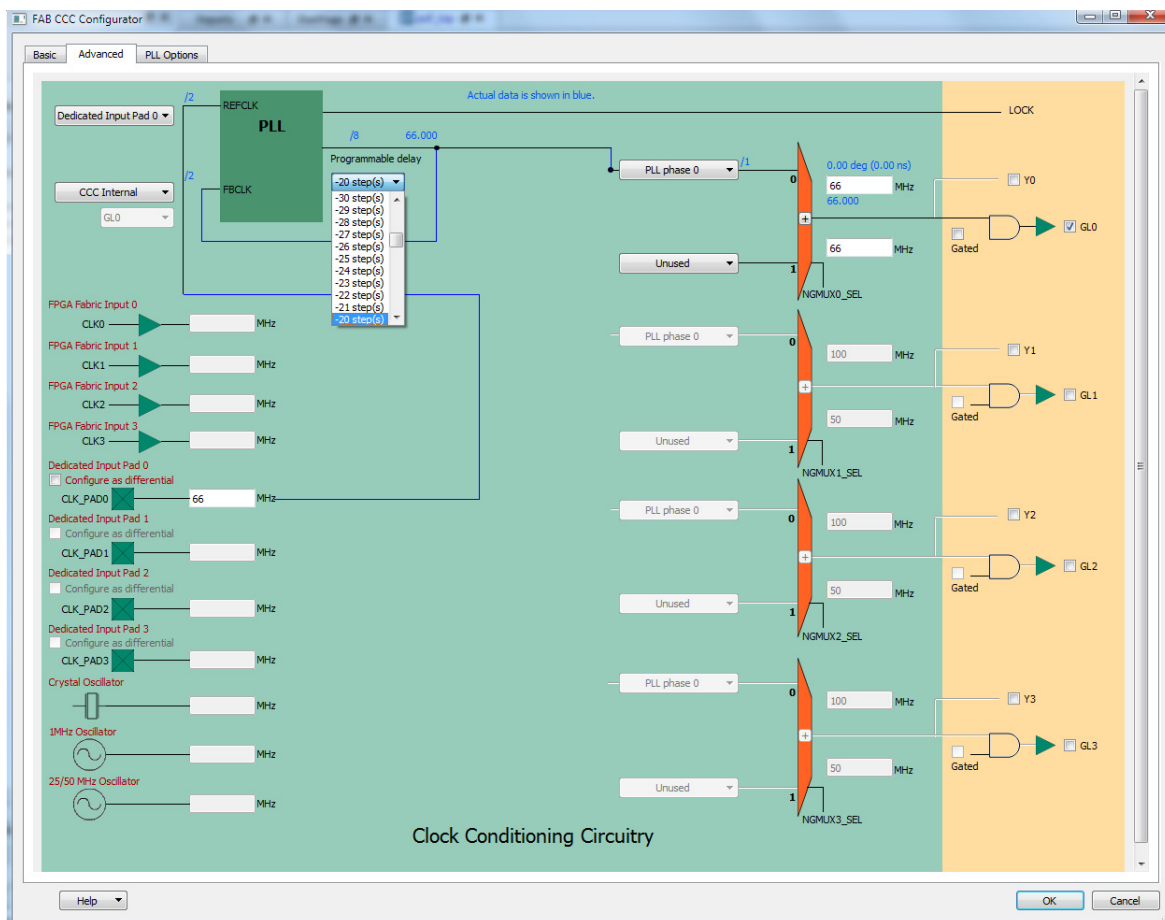 FAB CCC Configurator
Basic Advanced PLL Options
Actual data is shown in blue.
Dedicated Input Pad 0
/2
REFCLK
PLL
LOCK
/8 66.000
Programmable delay
-20 step(s)
-30 step(s)
-29 step(s)
-28 step(s)
-27 step(s)
-26 step(s)
-25 step(s)
-24 step(s)
-23 step(s)
-22 step(s)
-21 step(s)
-20 step(s)
/2
CCC Internal
FBCLK
GL0
PLL phase 0
/1
0
0.00 deg (0.00 ns)
66 MHz
66.000
Y0
Gated
GL0
66 MHz
Unused
1
NGMUX0_SEL
FPGA Fabric Input 0
CLK0 MHz
FPGA Fabric Input 1
CLK1 MHz
FPGA Fabric Input 2
CLK2 MHz
FPGA Fabric Input 3
CLK3 MHz
PLL phase 0
0
100 MHz
Y1
Gated
GL1
50 MHz
Unused
1
NGMUX1_SEL
Dedicated Input Pad 0
Configure as differential
CLK_PAD0 66 MHz
Dedicated Input Pad 1
Configure as differential
CLK_PAD1 MHz
Dedicated Input Pad 2
Configure as differential
CLK_PAD2 MHz
Dedicated Input Pad 3
Configure as differential
CLK_PAD3 MHz
PLL phase 0
0
100 MHz
Y2
Gated
GL2
50 MHz
Unused
1
NGMUX2_SEL
Crystal Oscillator
MHz
1MHz Oscillator
MHz
25/50 MHz Oscillator
MHz
PLL phase 0
0
100 MHz
Y3
Gated
GL3
50 MHz
Unused
1
NGMUX3_SEL
Clock Conditioning Circuitry
Help OK Cancel